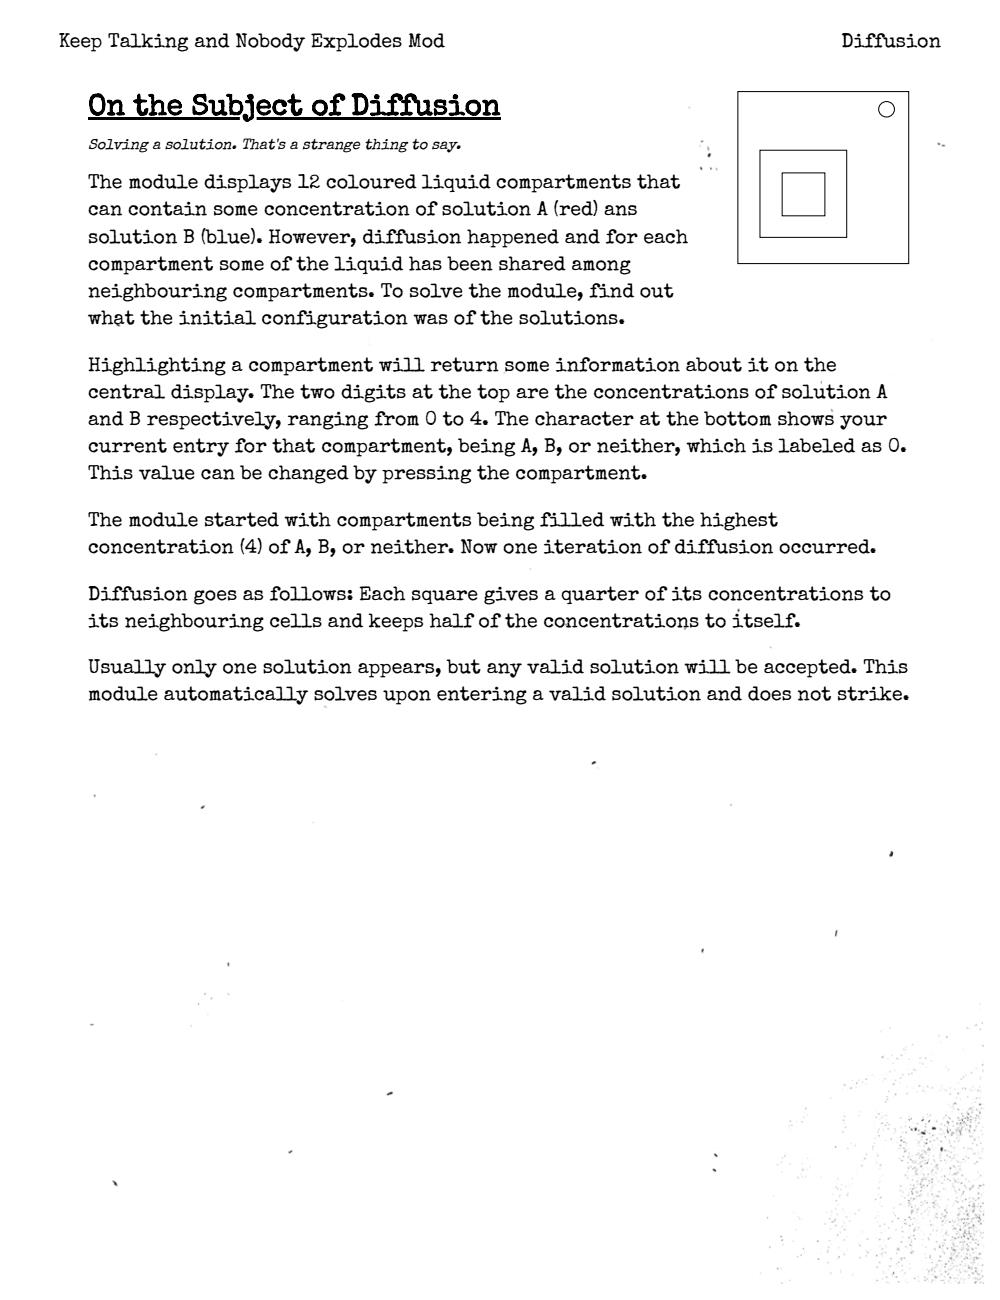 Keep Talking and Nobody Explodes Mod
Diffusion
On the Subject of Diffusion
Solving a solution. That's a strange thing to say.
The module displays 12 coloured liquid compartments that
can contain some concentration of solution A (red) ans
solution B (blue). However, diffusion happened and for each
compartment some of the liquid has been shared among
neighbouring compartments. To solve the module, find out
what the initial configuration was of the solutions.
Highlighting a compartment will return some information about it on the
central display. The two digits at the top are the concentrations of solution A
and B respectively, ranging from 0 to 4. The character at the bottom shows your
current entry for that compartment, being A, B, or neither, which is labeled as 0.
This value can be changed by pressing the compartment.
The module started with compartments being filled with the highest
concentration (4) of A, B, or neither. Now one iteration of diffusion occurred.
Diffusion goes as follows: Each square gives a quarter of its concentrations to
its neighbouring cells and keeps half of the concentrations to itself.
Usually only one solution appears, but any valid solution will be accepted. This
module automatically solves upon entering a valid solution and does not strike.